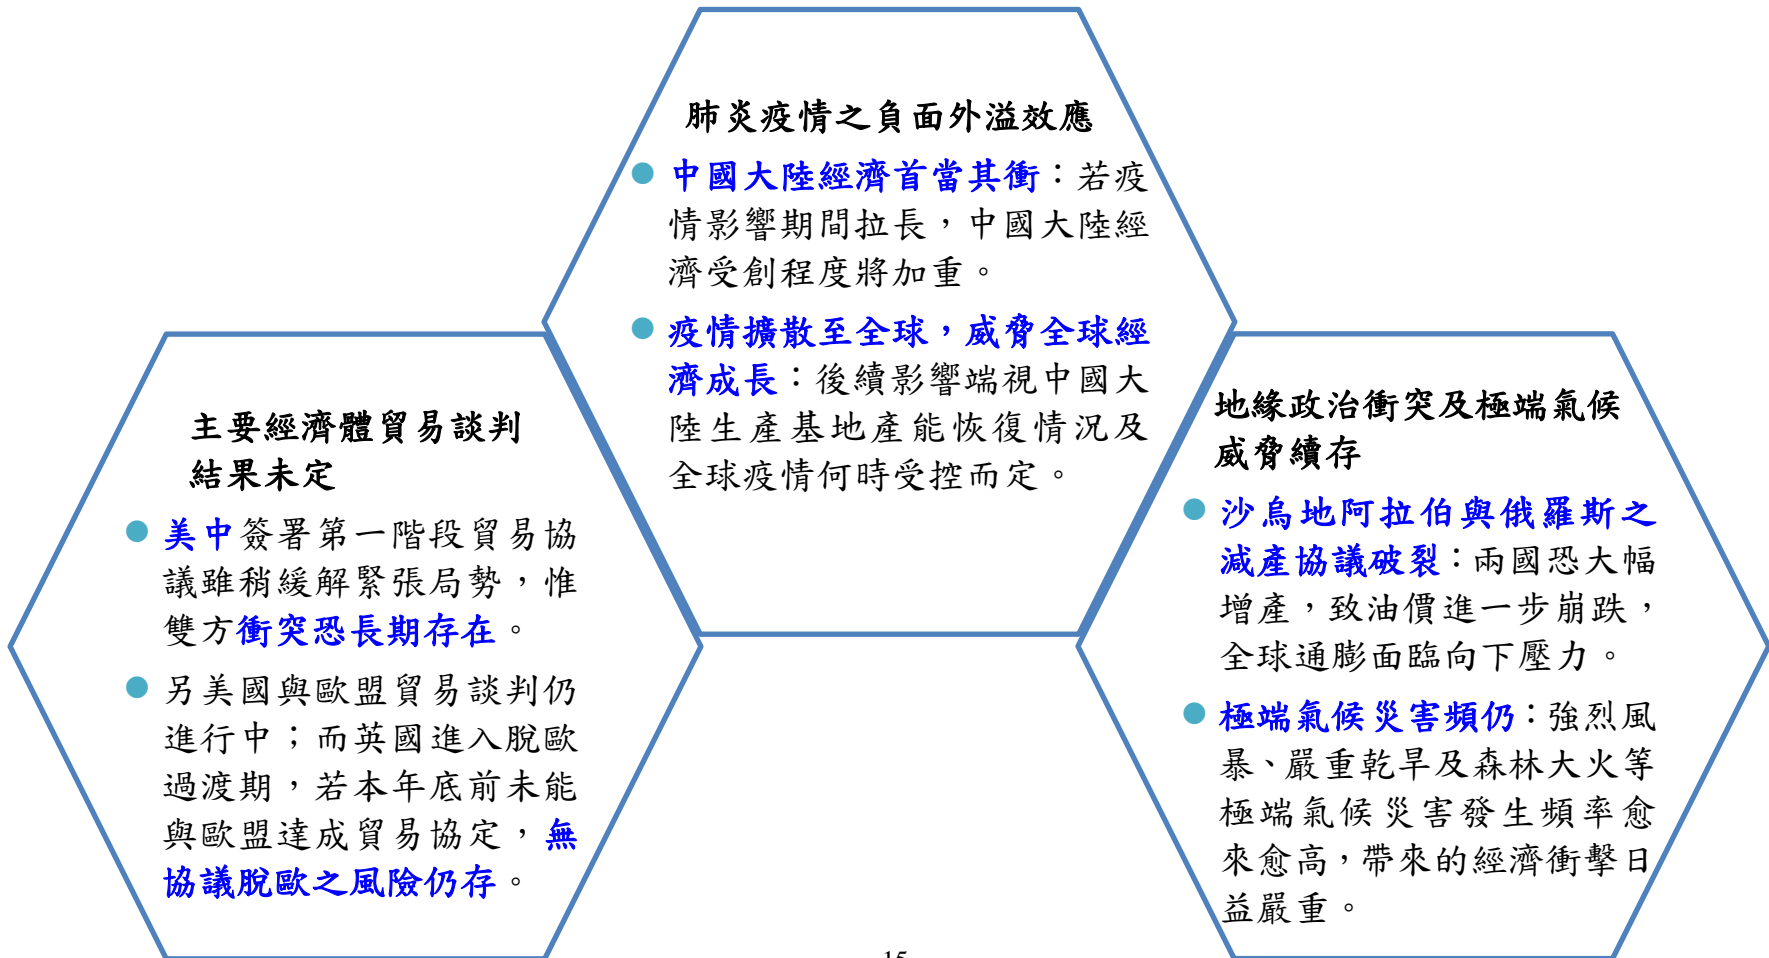 肺炎疫情之負面外溢效應
中國大陸經濟首當其衝：若疫
情影響期間拉長，中國大陸經
濟受創程度將加重。
疫情擴散至全球，威脅全球經
濟成長：後續影響端視中國大
陸生產基地產能恢復情況及
全球疫情何時受控而定。
主要經濟體貿易談判
結果未定
美中簽署第一階段貿易協
議雖稍緩解緊張局勢，惟
雙方衝突恐長期存在。
另美國與歐盟貿易談判仍
進行中；而英國進入脫歐
過渡期，若本年底前未能
與歐盟達成貿易協定，無
協議脫歐之風險仍存。
地緣政治衝突及極端氣候
威脅續存
沙烏地阿拉伯與俄羅斯之
減產協議破裂：兩國恐大幅
增產，致油價進一步崩跌，
全球通膨面臨向下壓力。
極端氣候災害頻仍：強烈風
暴、嚴重乾旱及森林大火等
極端氣候災害發生頻率愈
來愈高，帶來的經濟衝擊日
益嚴重。
15